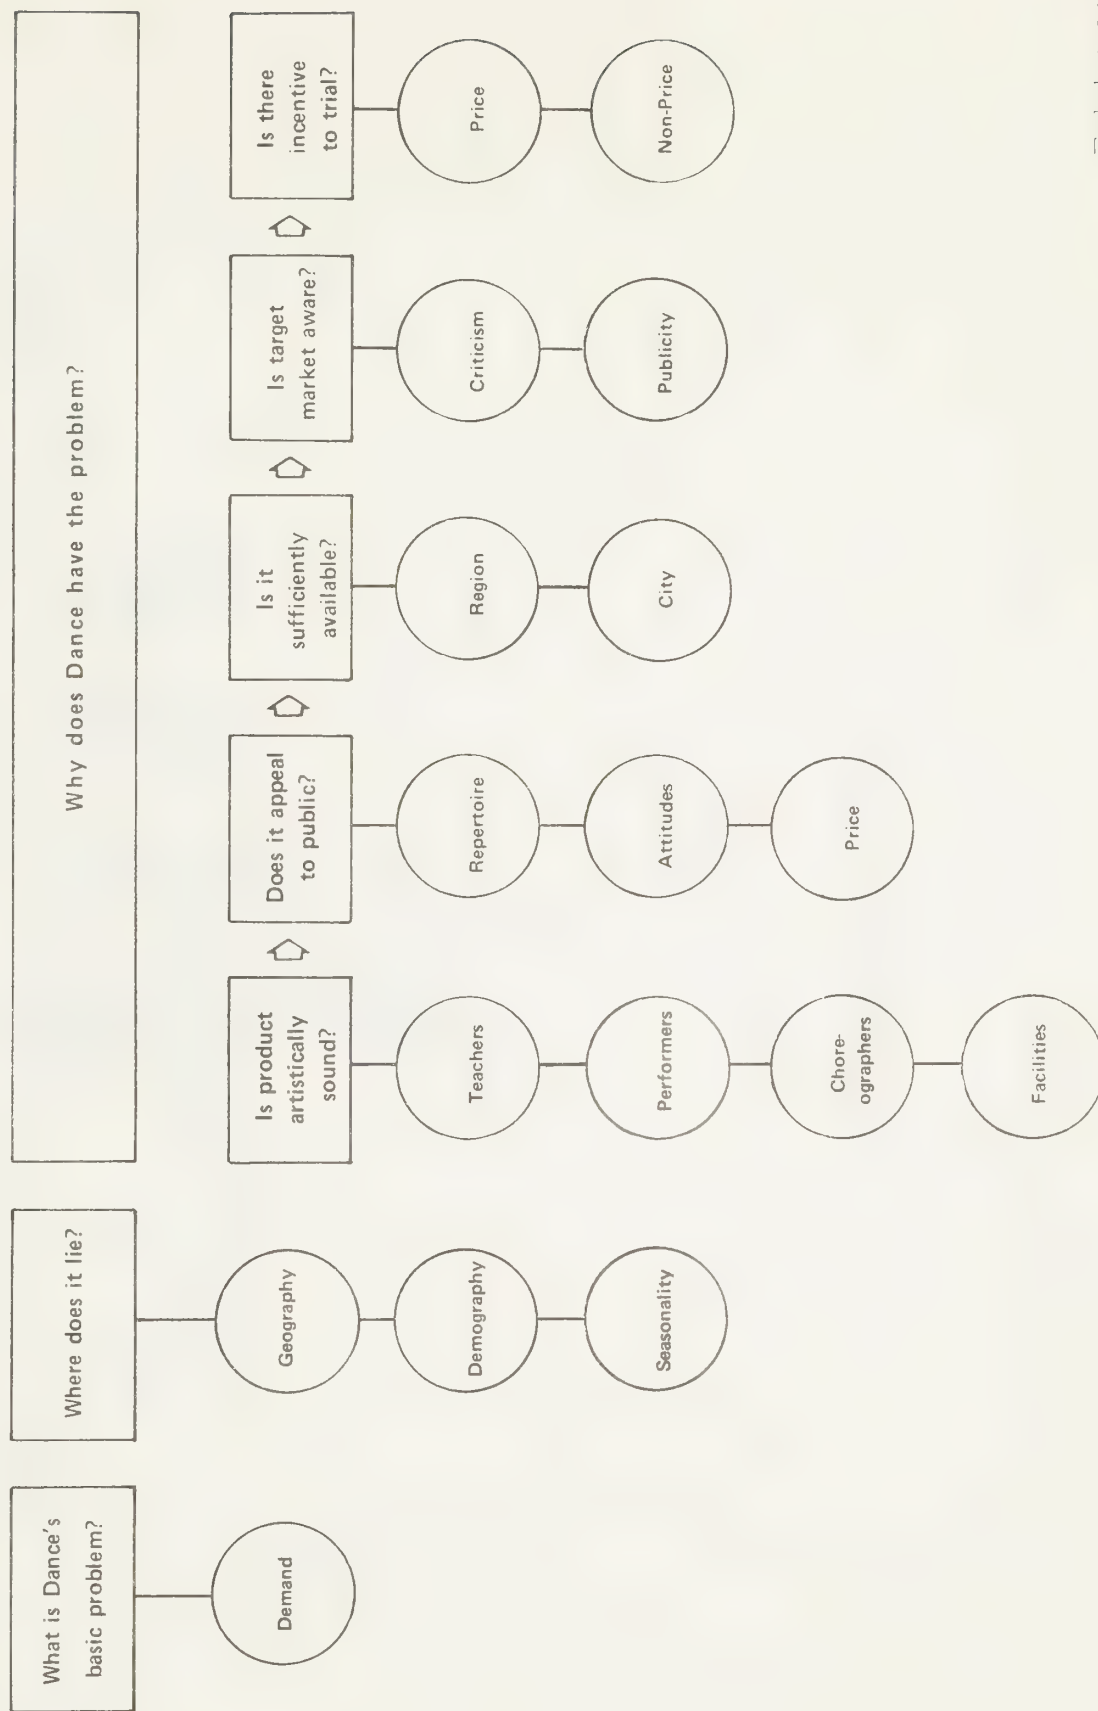 What is Dance's
basic problem?
Demand
Where does it lie?
Geography
Demography
Seasonality
Why does Dance have the problem?
Is product
artistically
sound?
Teachers
Performers
Chore-
ographers
Facilities
Does it appeal
to public?
Repertoire
Attitudes
Price
Is it
sufficiently
available?
Region
City
Is target
market aware?
Criticism
Publicity
Is there
incentive
to trial?
Price
Non-Price